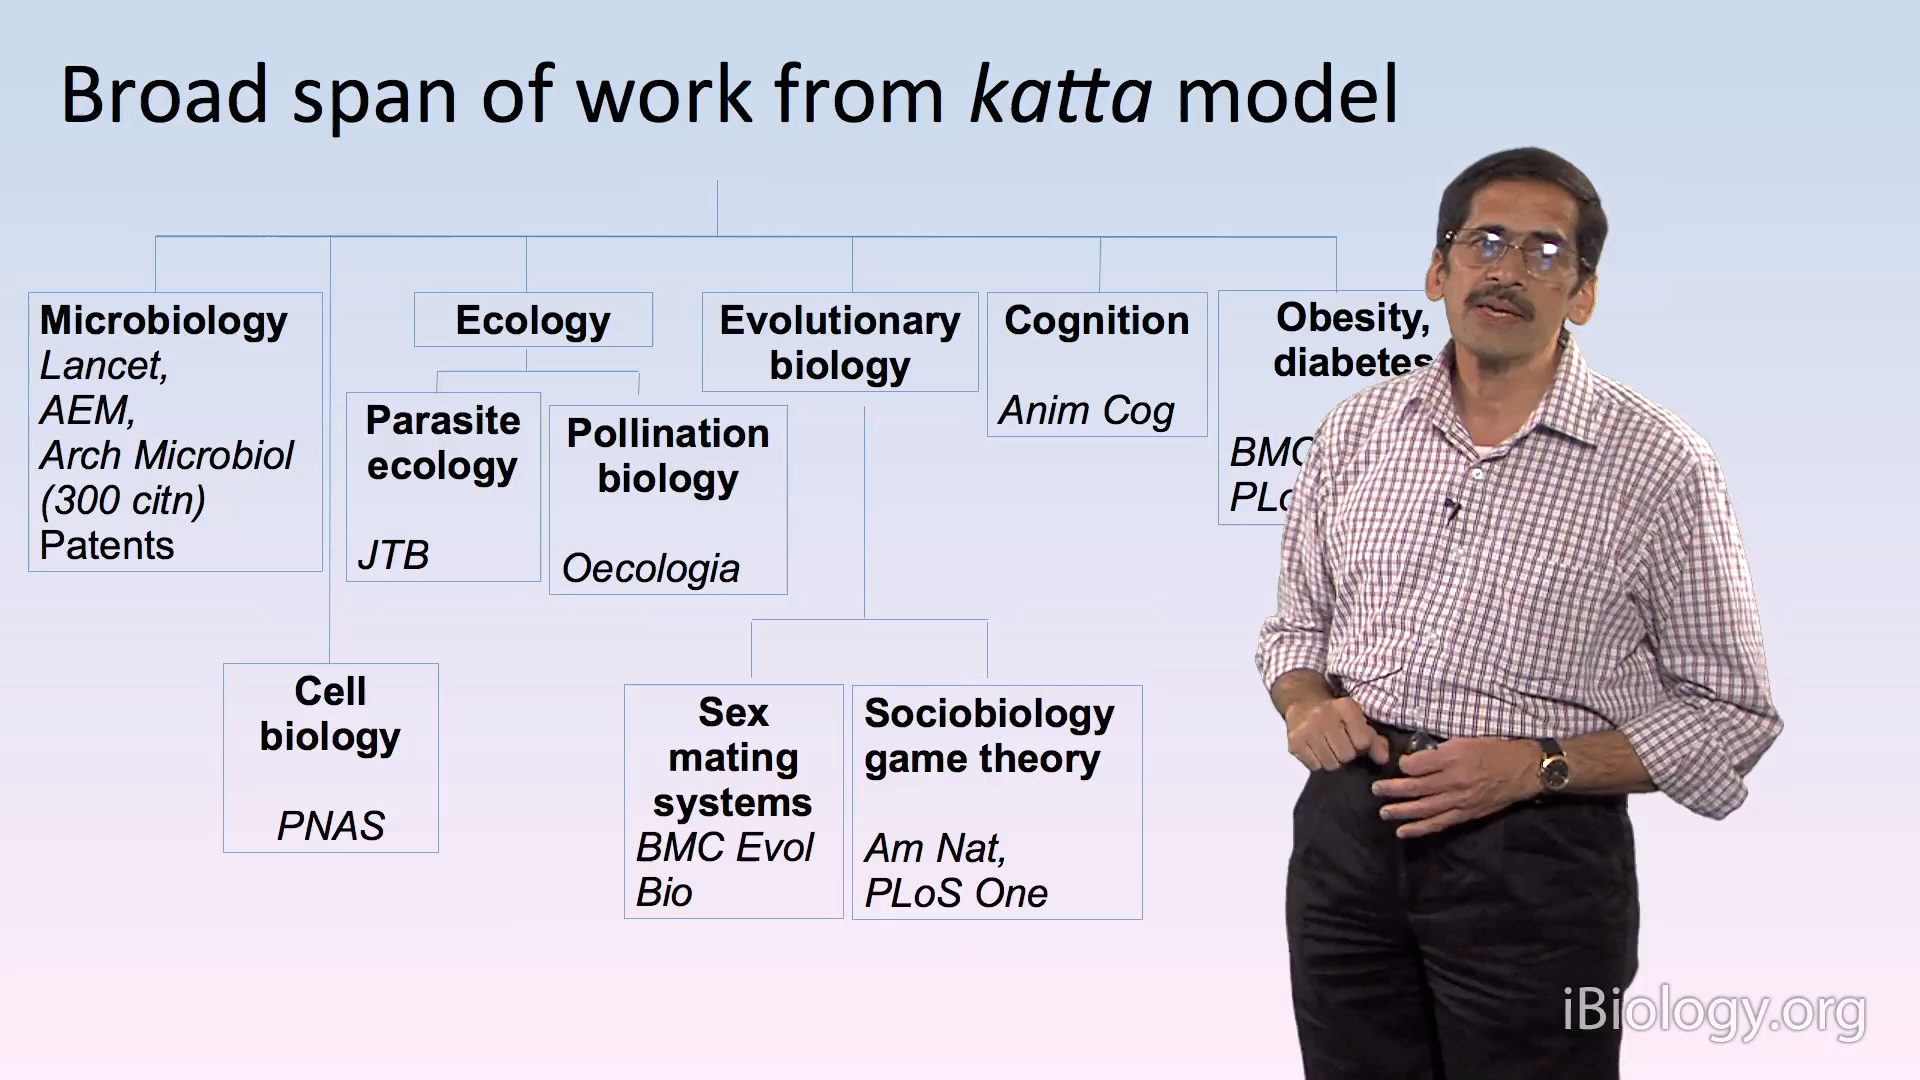 Broad span of work from katta model
Microbiology
Lancet,
AEM,
Arch Microbiol
(300 citn)
Patents
Cell
biology
PNAS
Ecology
Parasite
ecology
JTB
Pollination
biology
Oecologia
Evolutionary
biology
Sex
mating
systems
BMC Evol
Bio
Sociobiology
game theory
Am Nat,
PLoS One
Cognition
Anim Cog
Obesity,
diabetes
BMC
iBiology.org